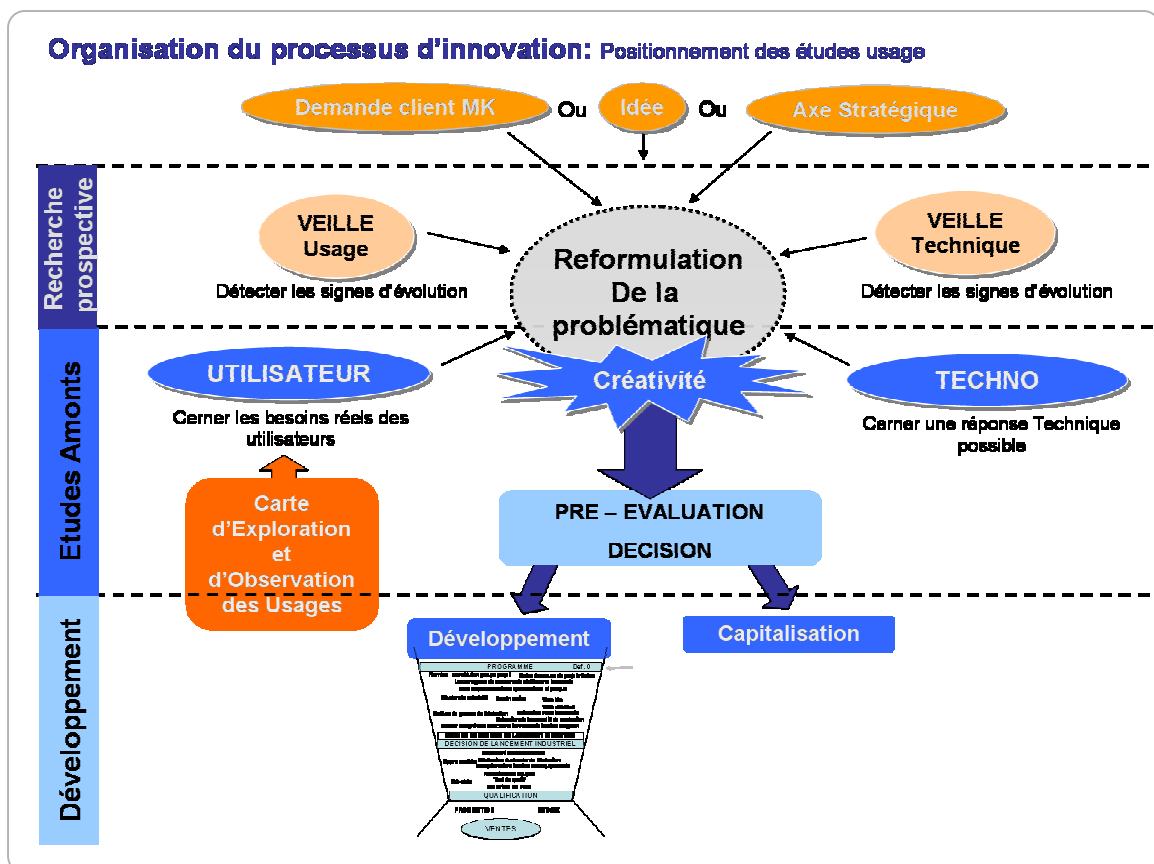 Organisation du processus d'innovation: Positionnement des études usage
Demande client MK Ou Idée Ou Axe Stratégique
Recherche
prospective
VEILLE
Usage
Détecter les signes d'évolution
Reformulation
De la
problématique
VEILLE
Technique
Détecter les signes d'évolution
Etudes Amonts
UTILISATEUR
Cerner les besoins réels des
utilisateurs
Créativité
TECHNO
Cerner une réponse Technique
possible
Carte
d'Exploration
et
d'Observation
des Usages
PRE – EVALUATION
DECISION
Développement
Développement
Capitalisation
PROGRAMME Def. 0
DECISION DE LANCEMENT INDUSTRIEL
QUALIFICATION
VENTES